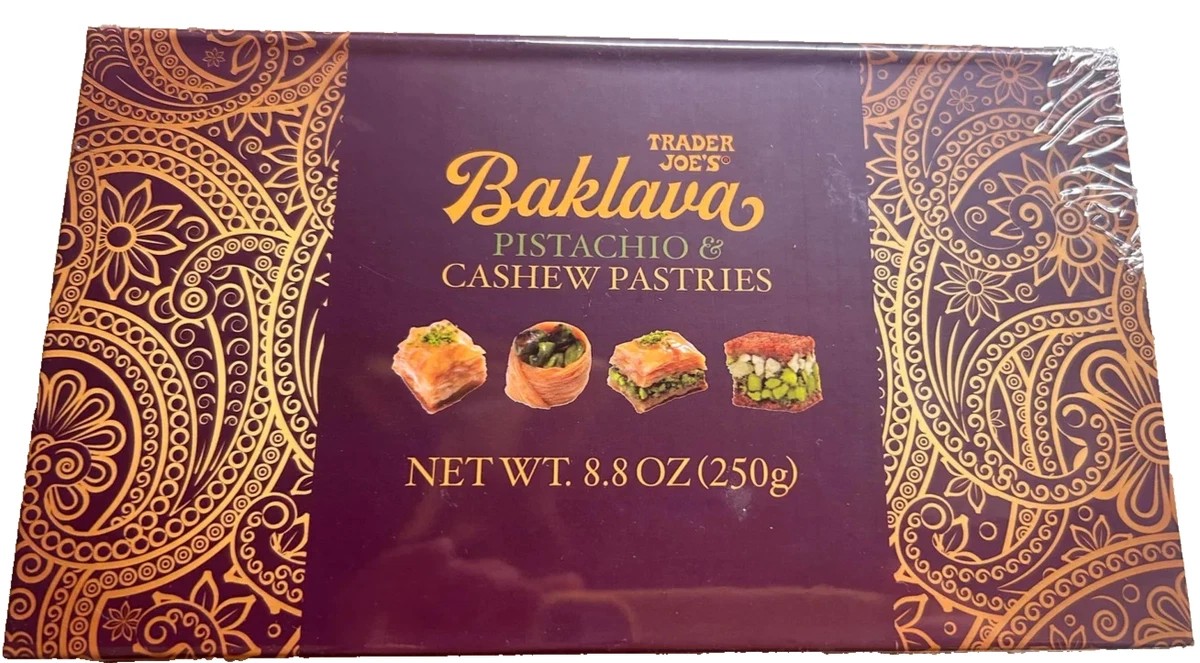 TRADER
JOE'S®
Baklava
PISTACHIO &
CASHEW PASTRIES
NET WT. 8.8 OZ (250g)